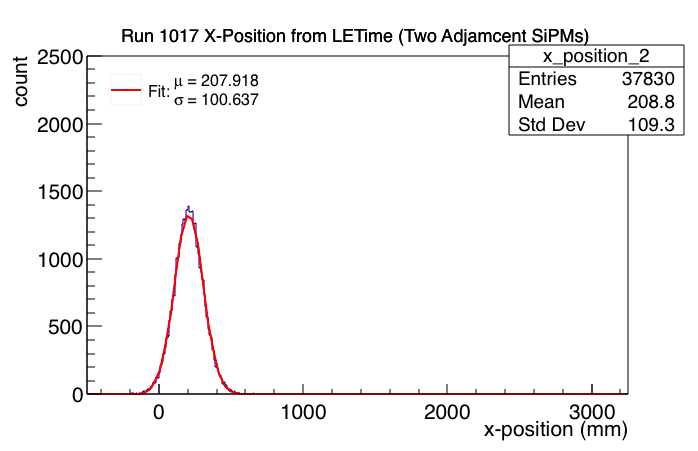 Run 1017 X-Position from LETime (Two Adjamcent SiPMs)
x_position_2
Entries 37830
Mean 208.8
Std Dev 109.3
Fit: μ = 207.918
σ = 100.637
count
2500
2000
1500
1000
500
0
0 1000 2000 3000
x-position (mm)